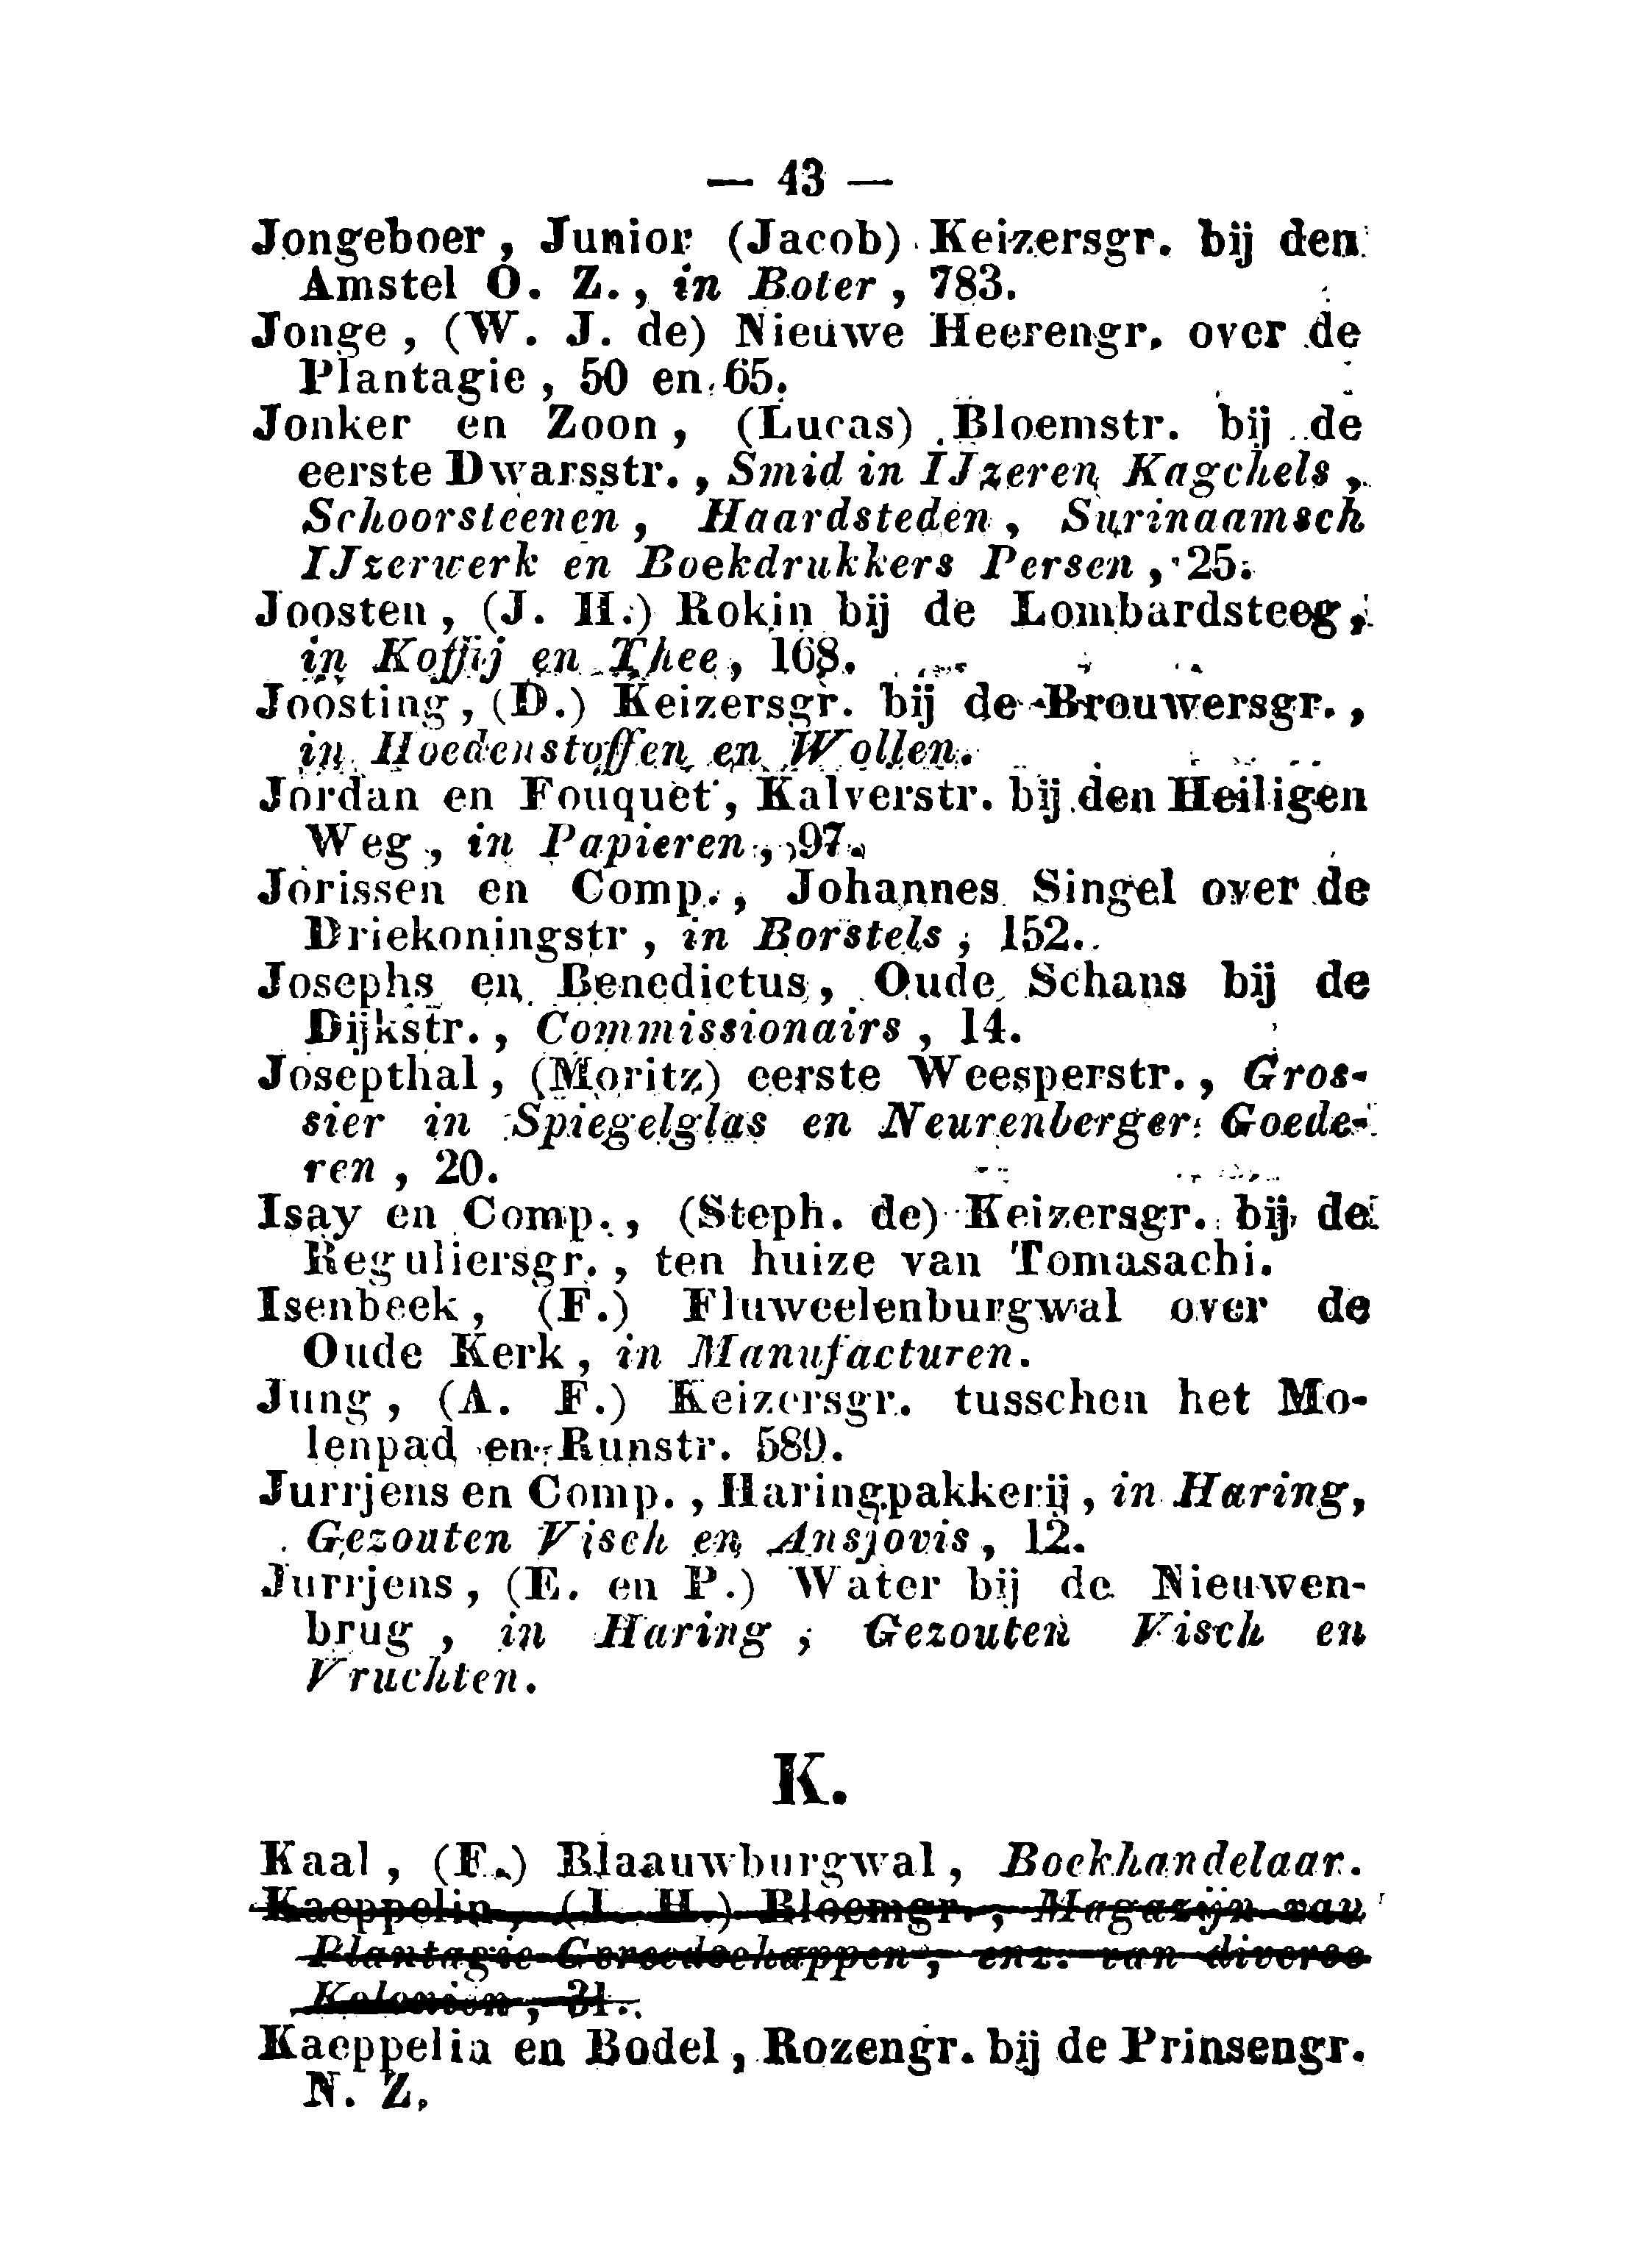 — 43 —
Jongeboer, Junior (Jacob) Keizersgr. bij den
Amstel O. Z., in Boter, 783.
Jonge, (W. J. de) Nieuwe Heerengr. over de
Plantagie, 50 en 65.
Jonker en Zoon, (Lucas) Bloemstr. bij de
eerste Dwarsstr., Smid in IJzeren Kagchels,
Schoorsteenen, Haardsteden, Surinaamsch
IJzerwerk en Boekdrukkers Persen, 25.
Joosten, (J. H.) Rokin bij de Lombardsteeg,
in Koffij en Thee, 168.
Joosting, (D.) Keizersgr. bij de Brouwersgr.,
in Hoedenstoffen en Wollen.
Jordan en Fouquet, Kalverstr. bij den Heiligen
Weg, in Papieren, 97.
Jorissen en Comp., Johannes Singel over de
Driekoningstr, in Borstels, 152.
Josephs en Benedictus, Oude Schans bij de
Dijkstr., Commissionairs, 14.
Josepthal, (Moritz) eerste Weesperstr., Gros-
sier in Spiegelglas en Neurenberger Goede-
ren, 20.
Isay en Comp., (Steph. de) Keizersgr. bij de
Reguliersgr., ten huize van Tomasachi.
Isenbeek, (F.) Fluweelenburgwal over de
Oude Kerk, in Manufacturen.
Jung, (A. F.) Keizersgr. tusschen het Mo-
lenpad en Runstr. 589.
Jurrjens en Comp., Haringpakkerij, in Haring,
Gezouten Visch en Ansjovis, 12.
Jurrjens, (E. en P.) Water bij de Nieuwen-
brug, in Haring, Gezouten Visch en
Vruchten.
K.
Kaal, (F.) Blaauwburgwal, Boekhandelaar.
Kaeppelin, (J. H.) Bloemgr., Magazijn van
Plantagie Gereedschappen, enz. van diverse
Kolonien, 31.
Kaeppelin en Bodel, Rozengr. bij de Prinsengr.
N. Z.